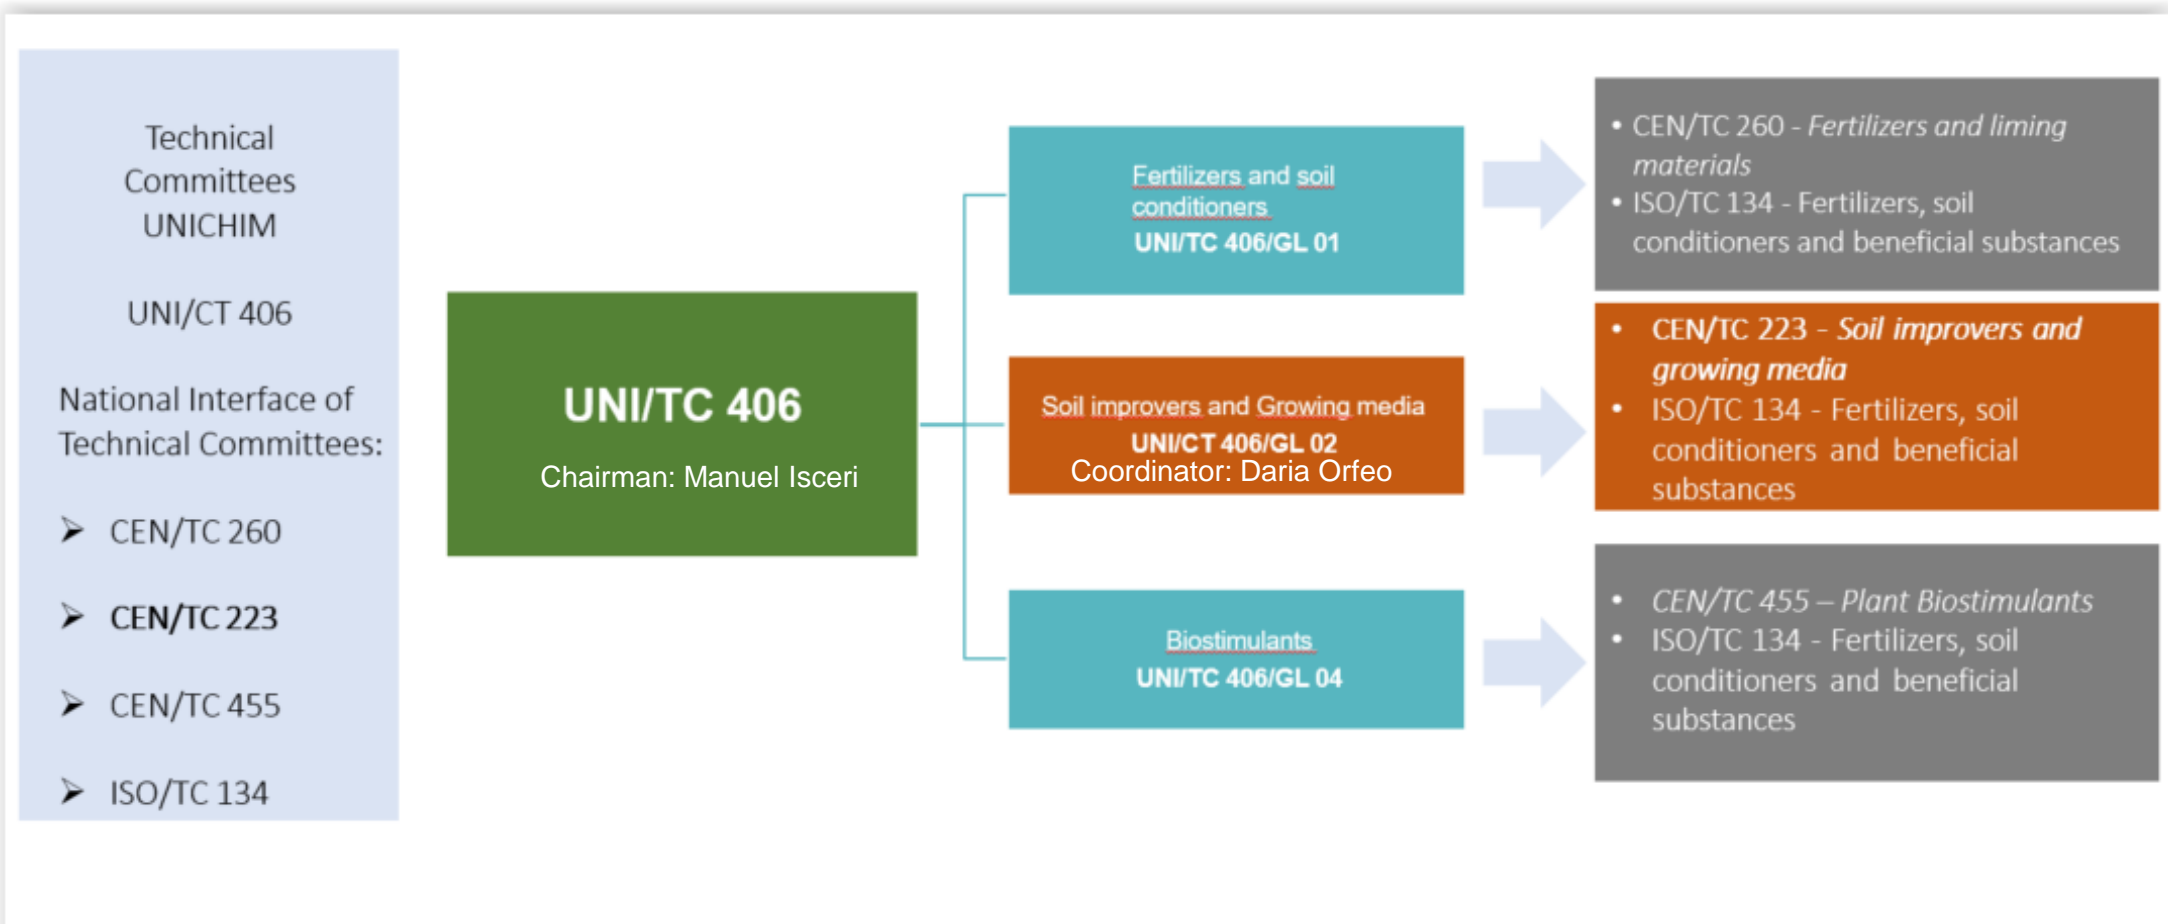 Technical
Committees
UNICHIM
UNI/CT 406
National Interface of
Technical Committees:
➢ CEN/TC 260
➢ CEN/TC 223
➢ CEN/TC 455
➢ ISO/TC 134
UNI/TC 406
Chairman: Manuel Isceri
Fertilizers and soil
conditioners
UNI/TC 406/GL 01
Soil improvers and Growing media
UNI/CT 406/GL 02
Coordinator: Daria Orfeo
Biostimulants
UNI/TC 406/GL 04
• CEN/TC 260 - Fertilizers and liming
materials
• ISO/TC 134 - Fertilizers, soil
conditioners and beneficial substances
• CEN/TC 223 - Soil improvers and
growing media
• ISO/TC 134 - Fertilizers, soil
conditioners and beneficial
substances
• CEN/TC 455 – Plant Biostimulants
• ISO/TC 134 - Fertilizers, soil
conditioners and beneficial
substances